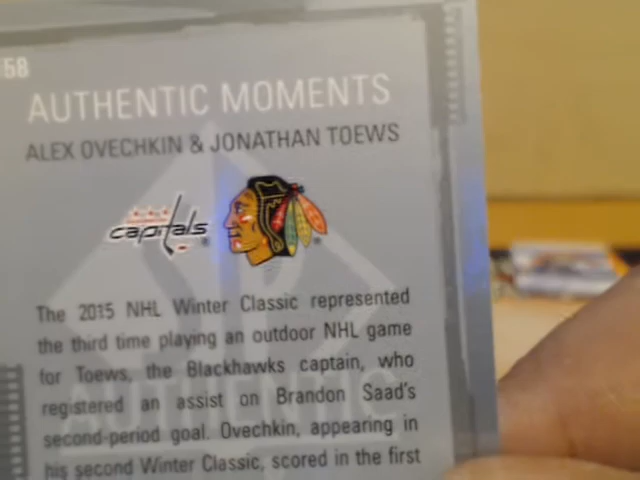 158
AUTHENTIC MOMENTS
ALEX OVECHKIN & JONATHAN TOEWS
capitals
The 2015 NHL Winter Classic represented
the third time playing an outdoor NHL game
for Toews, the Blackhawks captain, who
registered an assist on Brandon Saad's
second-period goal. Ovechkin, appearing in
his second Winter Classic, scored in the first